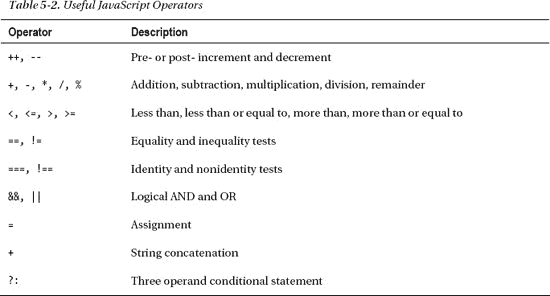 Table 5-2. Useful JavaScript Operators
Operator Description
++, -- Pre- or post- increment and decrement
+, -, *, /, % Addition, subtraction, multiplication, division, remainder
<, <=, >, >= Less than, less than or equal to, more than, more than or equal to
==, != Equality and inequality tests
===, !== Identity and nonidentity tests
&&, || Logical AND and OR
= Assignment
+ String concatenation
?: Three operand conditional statement